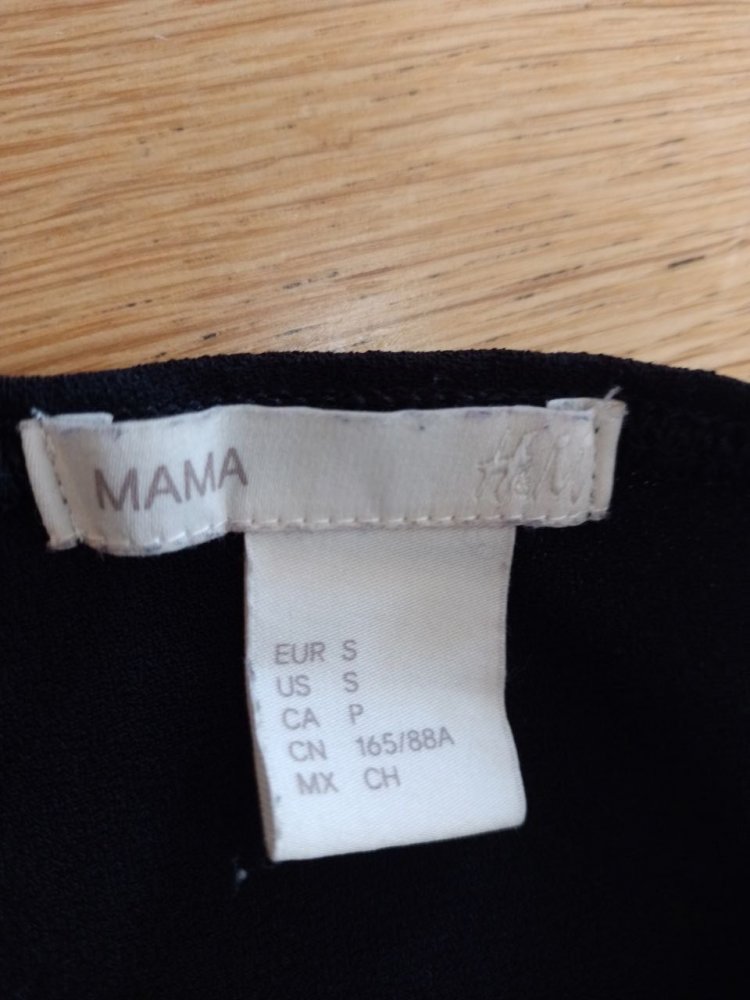 MAMA H&M
EUR S
US S
CA P
CN 165/88A
MX CH